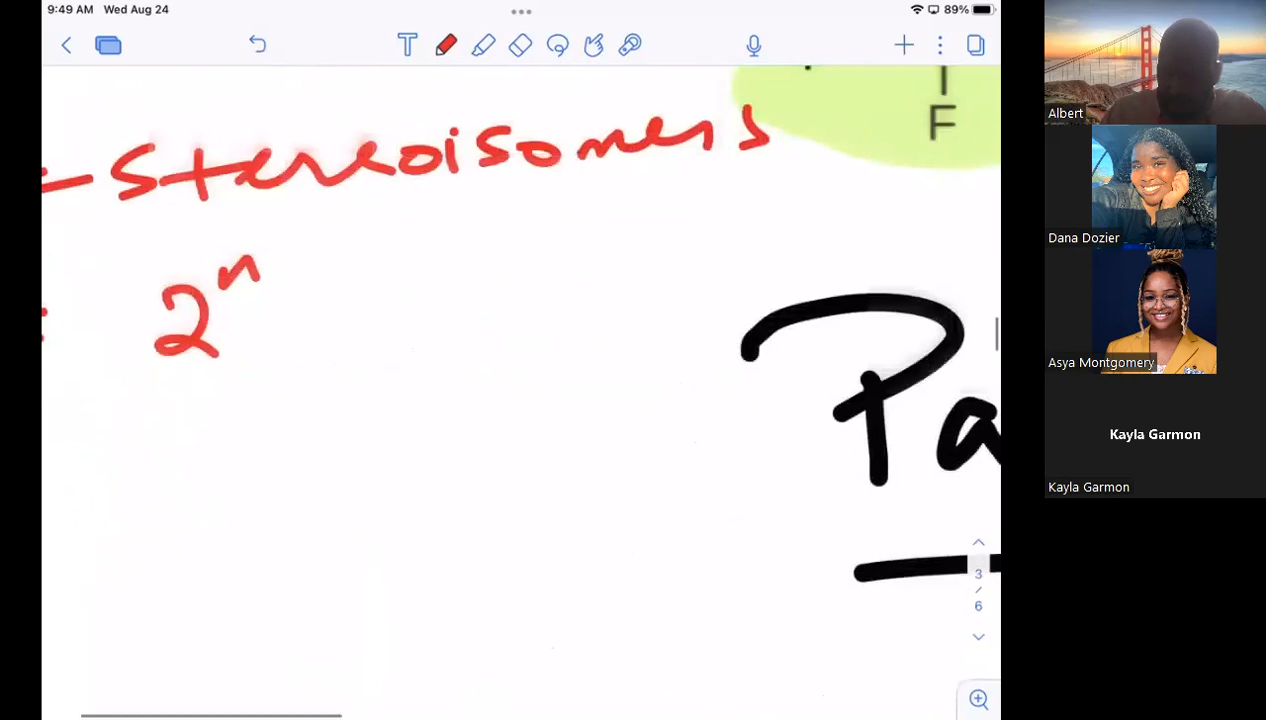 9:49 AM Wed Aug 24
89%
T
F
- Stereoisomers
: 2ⁿ
Pa
3
/
6
Albert
Dana Dozier
Asya Montgomery
Kayla Garmon
Kayla Garmon